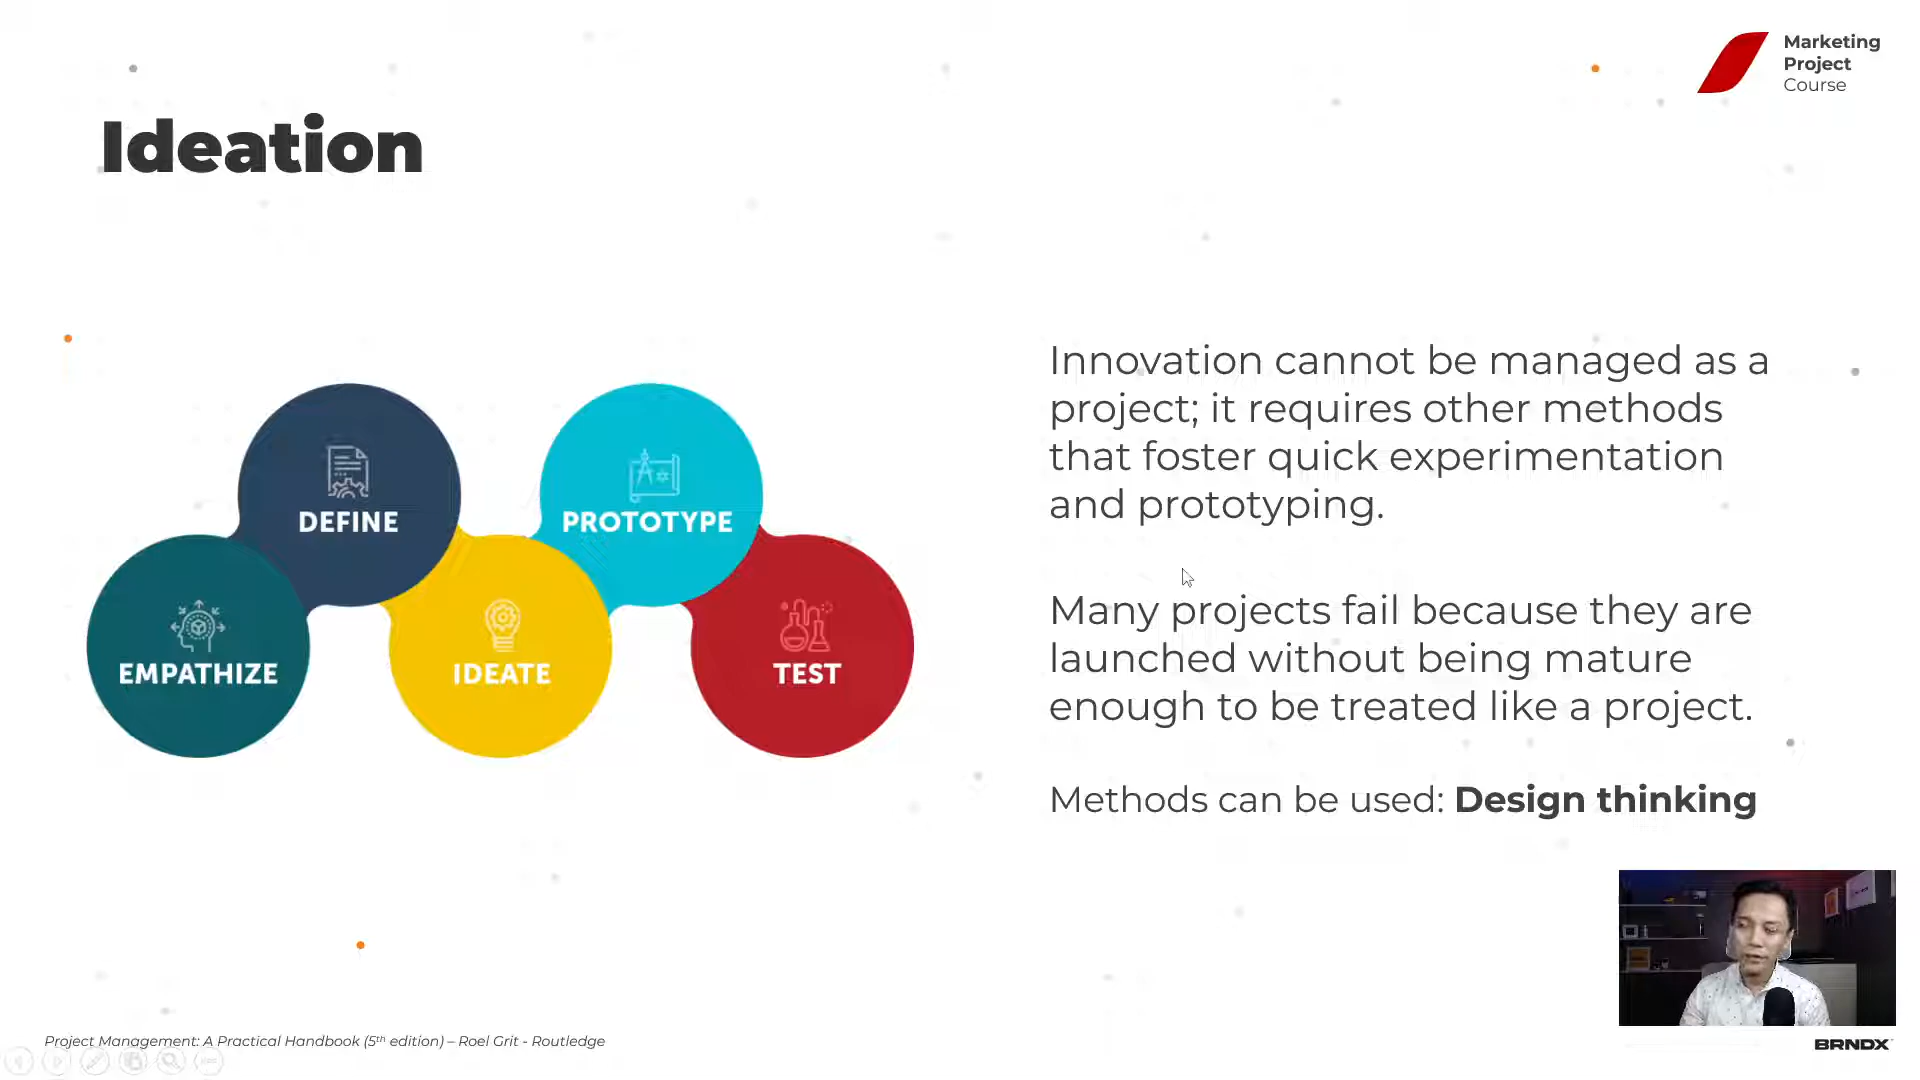 Marketing
Project
Course
Ideation
DEFINE
PROTOTYPE
EMPATHIZE
IDEATE
TEST
Innovation cannot be managed as a
project; it requires other methods
that foster quick experimentation
and prototyping.
Many projects fail because they are
launched without being mature
enough to be treated like a project.
Methods can be used: Design thinking
Project Management: A Practical Handbook (5th edition) – Roel Grit - Routledge
BRNDX